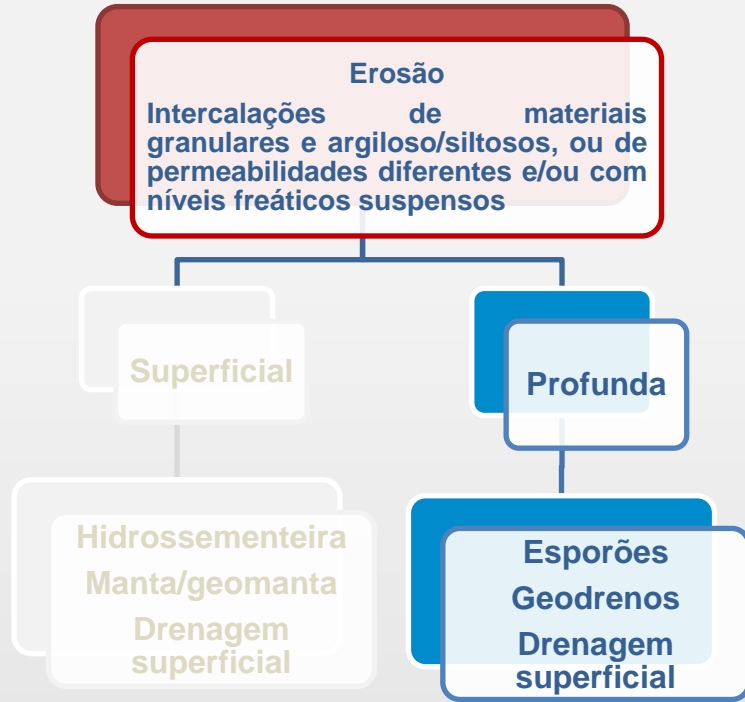 Erosão
Intercalações de materiais
granulares e argiloso/siltosos, ou de
permeabilidades diferentes e/ou com
níveis freáticos suspensos
Superficial
Profunda
Hidrossementeira
Manta/geomanta
Drenagem
superficial
Esporões
Geodrenos
Drenagem
superficial